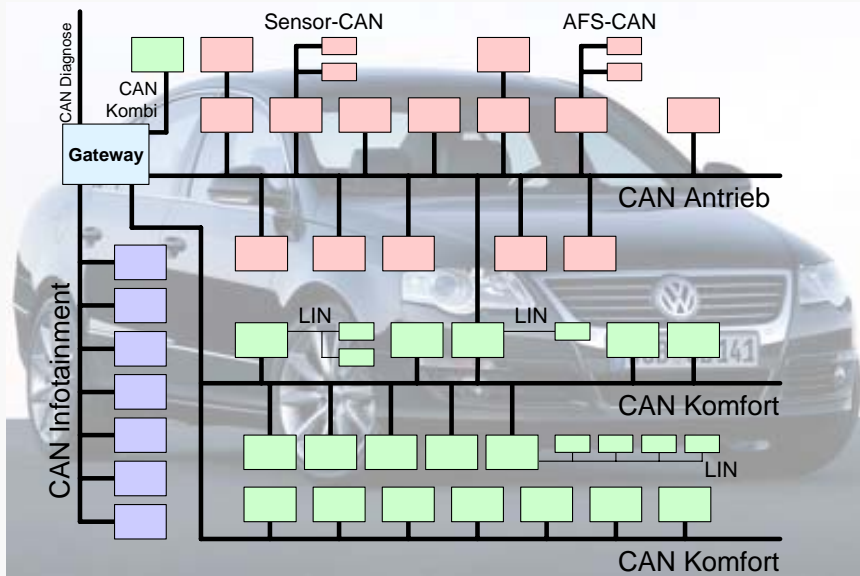 Sensor-CAN
AFS-CAN
CAN Diagnose
CAN
Kombi
Gateway
CAN Antrieb
CAN Infotainment
LIN
LIN
CAN Komfort
LIN
CAN Komfort